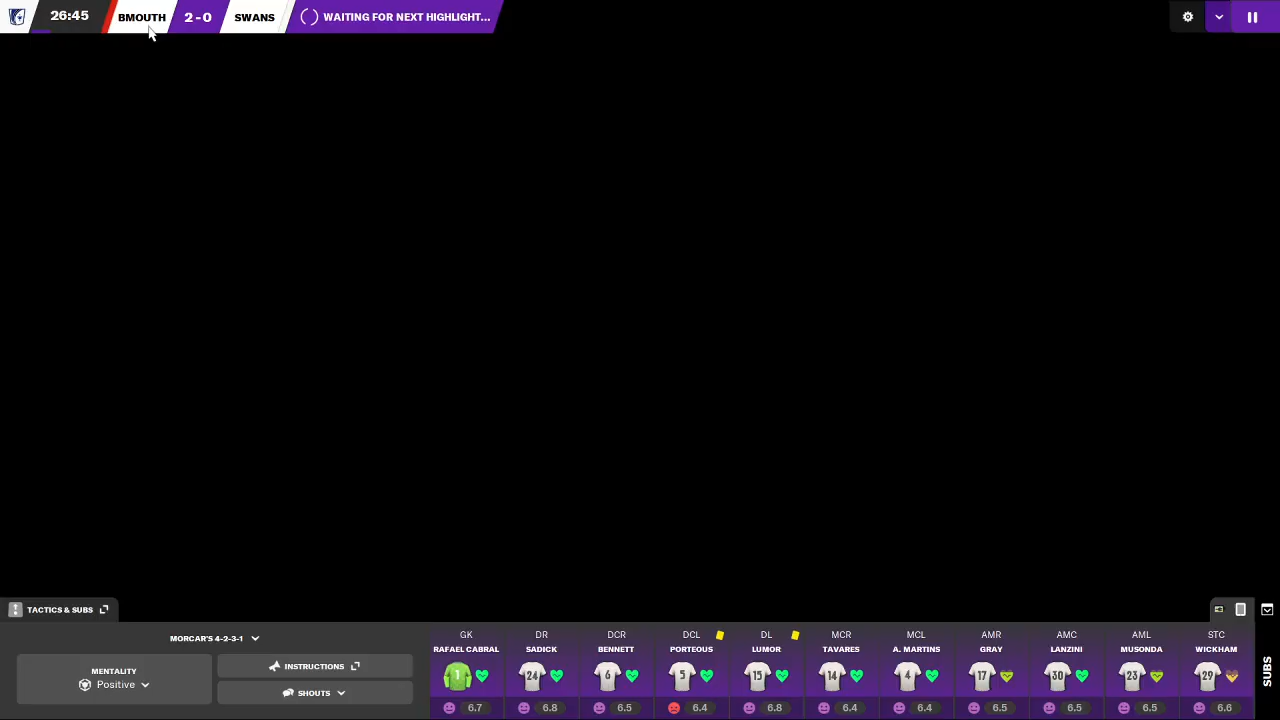 26:45 BMOUTH 2 - 0 SWANS WAITING FOR NEXT HIGHLIGHT...
TACTICS & SUBS
MORCAR'S 4-2-3-1
MENTALITY
Positive
INSTRUCTIONS
SHOUTS
GK DR DCR DCL DL MCR MCL AMR AMC AML STC
RAFAEL CABRAL SADICK BENNETT PORTEOUS LUMOR TAVARES A. MARTINS GRAY LANZINI MUSONDA WICKHAM
1 24 6 5 15 14 4 17 30 23 29
6.7 6.8 6.5 6.4 6.8 6.4 6.4 6.5 6.5 6.5 6.6
SUBS